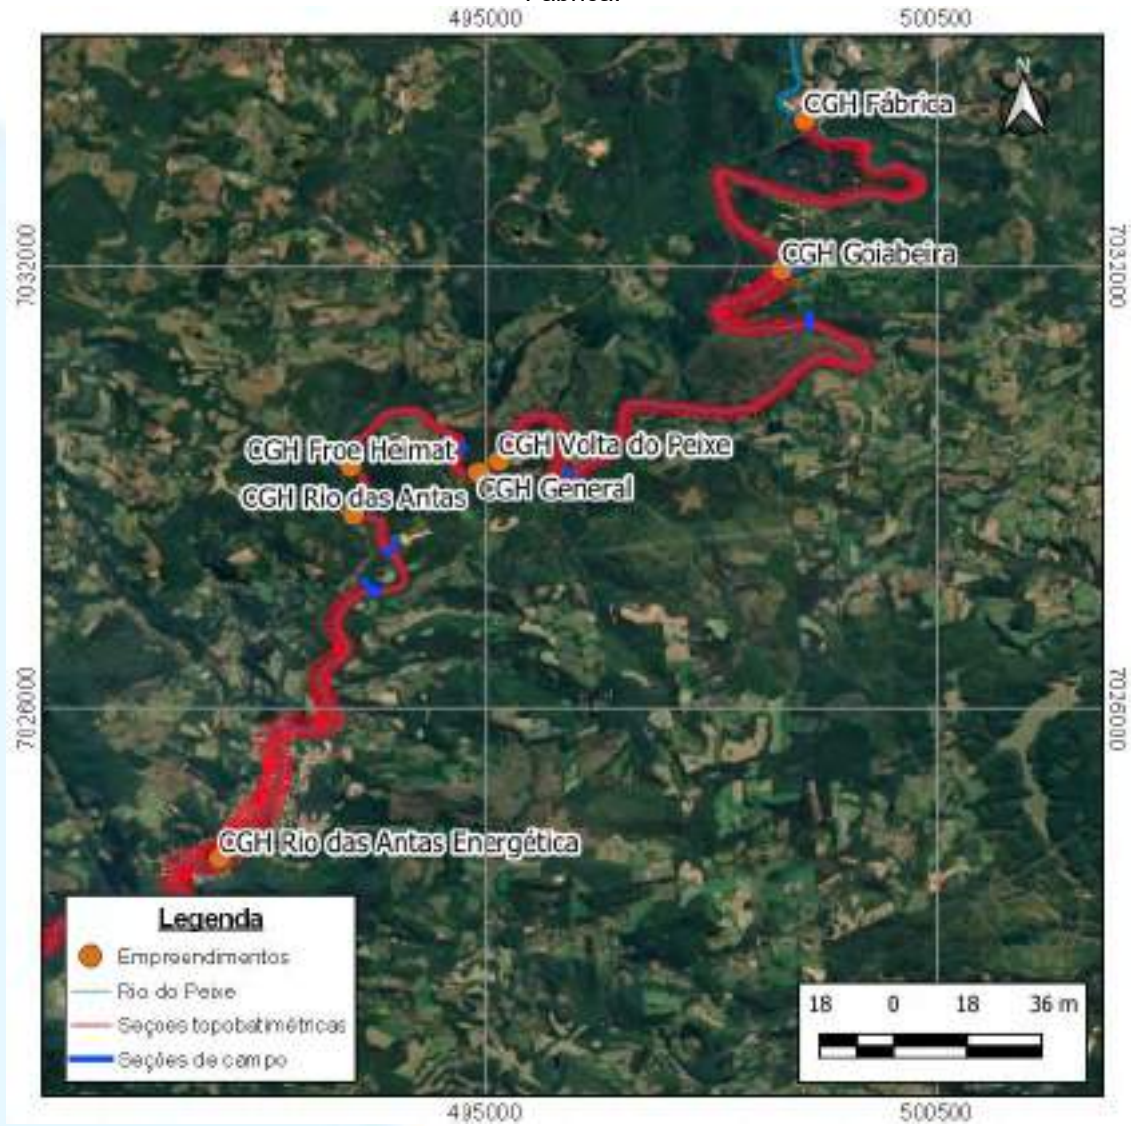 Fábrica.
495000
500500
N
CGH Fábrica
7032000
CGH Goiabeira
7032000
CGH Froe Heimat
CGH Volta do Peixe
CGH General
CGH Rio das Antas
7026000
7026000
CGH Rio das Antas Energética
Legenda
Empreendimentos
Rio do Peixe
Seções topobatimétricas
Seções de campo
18 0 18 36 m
495000
500500